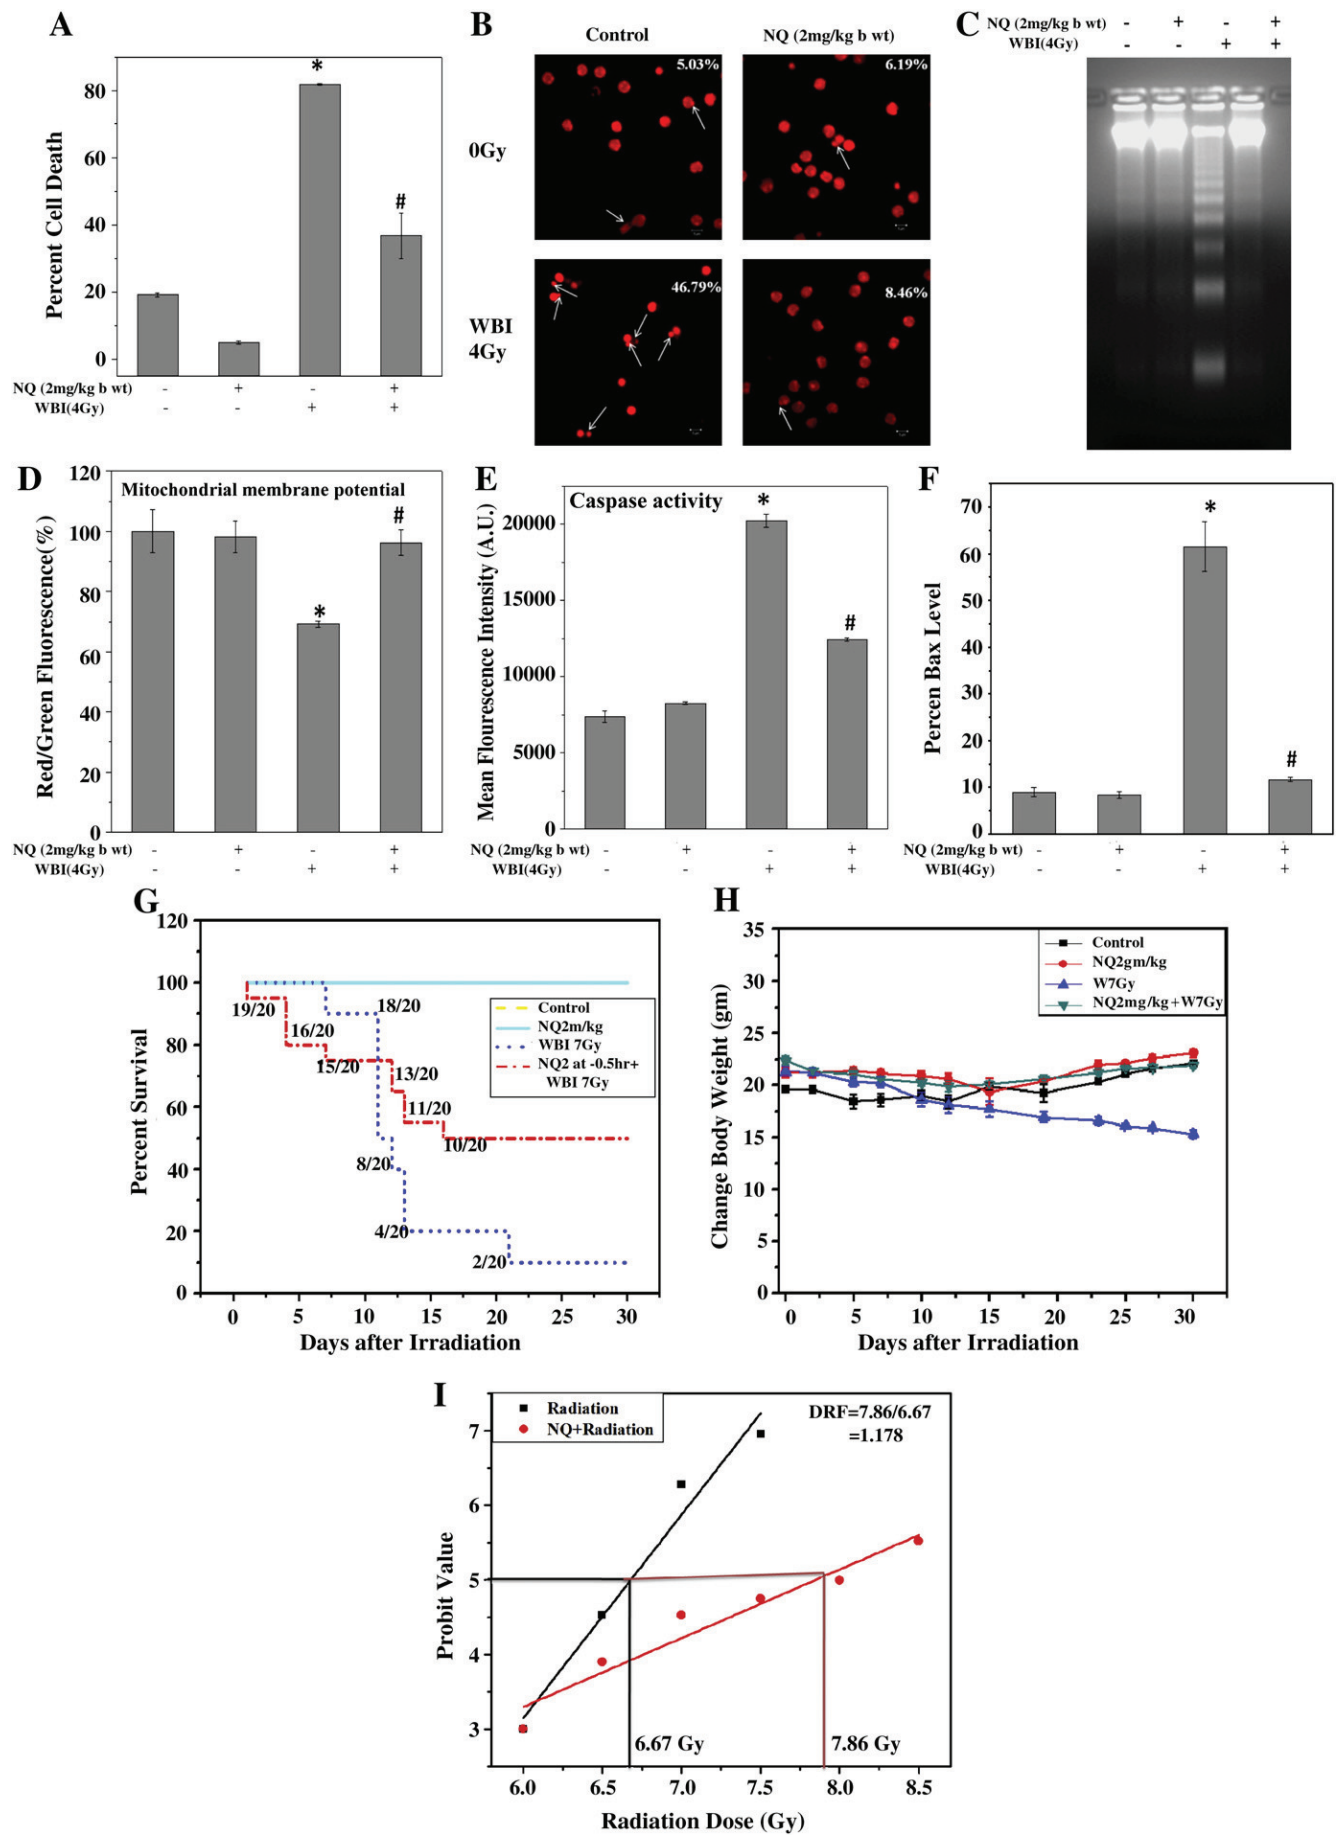 A
Percent Cell Death
80
60
40
20
0
*
#
NQ (2mg/kg b wt) - + - +
WBI(4Gy) - - + +
B
Control NQ (2mg/kg b wt)
0Gy
5.03% 6.19%
WBI
4Gy
46.79% 8.46%
C
NQ (2mg/kg b wt) - + - +
WBI(4Gy) - - + +
D
Mitochondrial membrane potential
Red/Green Fluorescence(%)
120
100
80
60
40
20
0
*
#
NQ (2mg/kg b wt) - + - +
WBI(4Gy) - - + +
E
Caspase activity
Mean Flourescence Intensity (A.U.)
20000
15000
10000
5000
0
*
#
NQ (2mg/kg b wt) - + - +
WBI(4Gy) - - + +
F
Percen Bax Level
70
60
50
40
30
20
10
0
*
#
NQ (2mg/kg b wt) - + - +
WBI(4Gy) - - + +
G
Percent Survival
120
100
80
60
40
20
0
19/20
16/20
15/20
18/20
13/20
11/20
10/20
8/20
4/20
2/20
Control
NQ2m/kg
WBI 7Gy
NQ2 at -0.5hr+
WBI 7Gy
0 5 10 15 20 25 30
Days after Irradiation
H
Change Body Weight (gm)
35
30
25
20
15
10
5
0
Control
NQ2gm/kg
W7Gy
NQ2mg/kg+W7Gy
0 5 10 15 20 25 30
Days after Irradiation
I
Probit Value
7
6
5
4
3
Radiation
NQ+Radiation
DRF=7.86/6.67
=1.178
6.67 Gy
7.86 Gy
6.0 6.5 7.0 7.5 8.0 8.5
Radiation Dose (Gy)